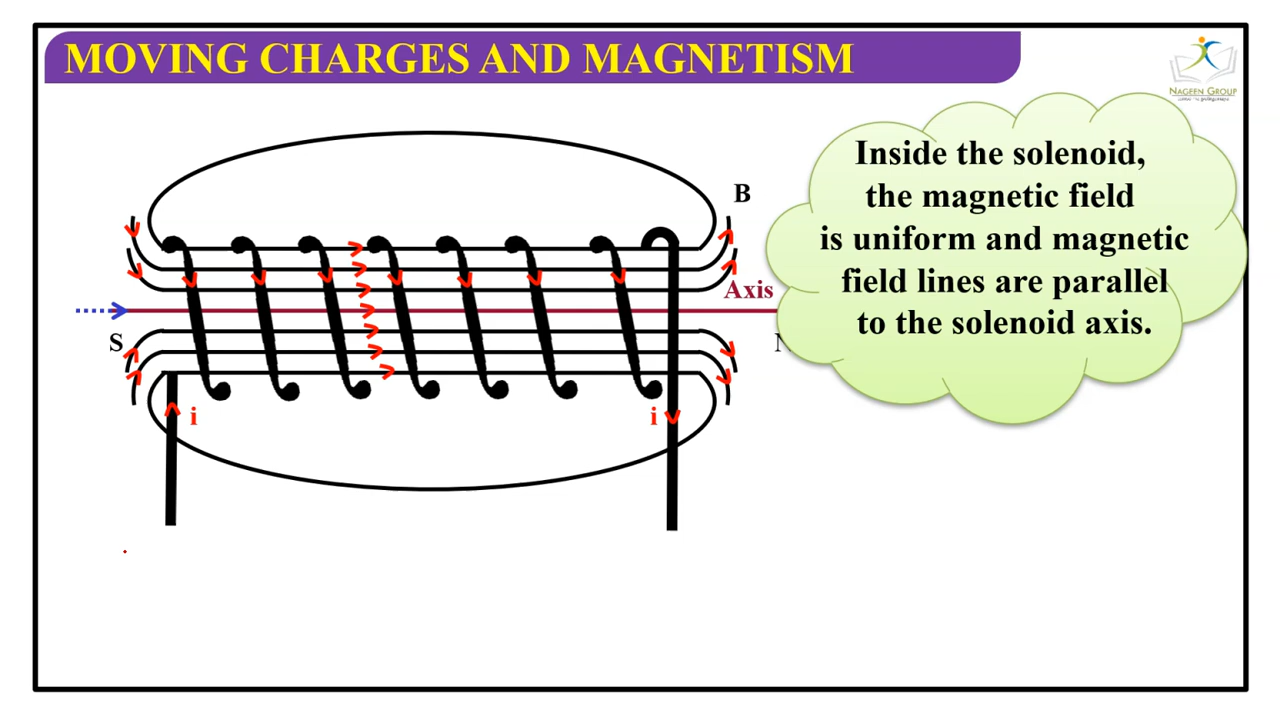 MOVING CHARGES AND MAGNETISM
NAGEEN GROUP
Inside the solenoid,
the magnetic field
is uniform and magnetic
field lines are parallel
to the solenoid axis.
B
Axis
S
i
i